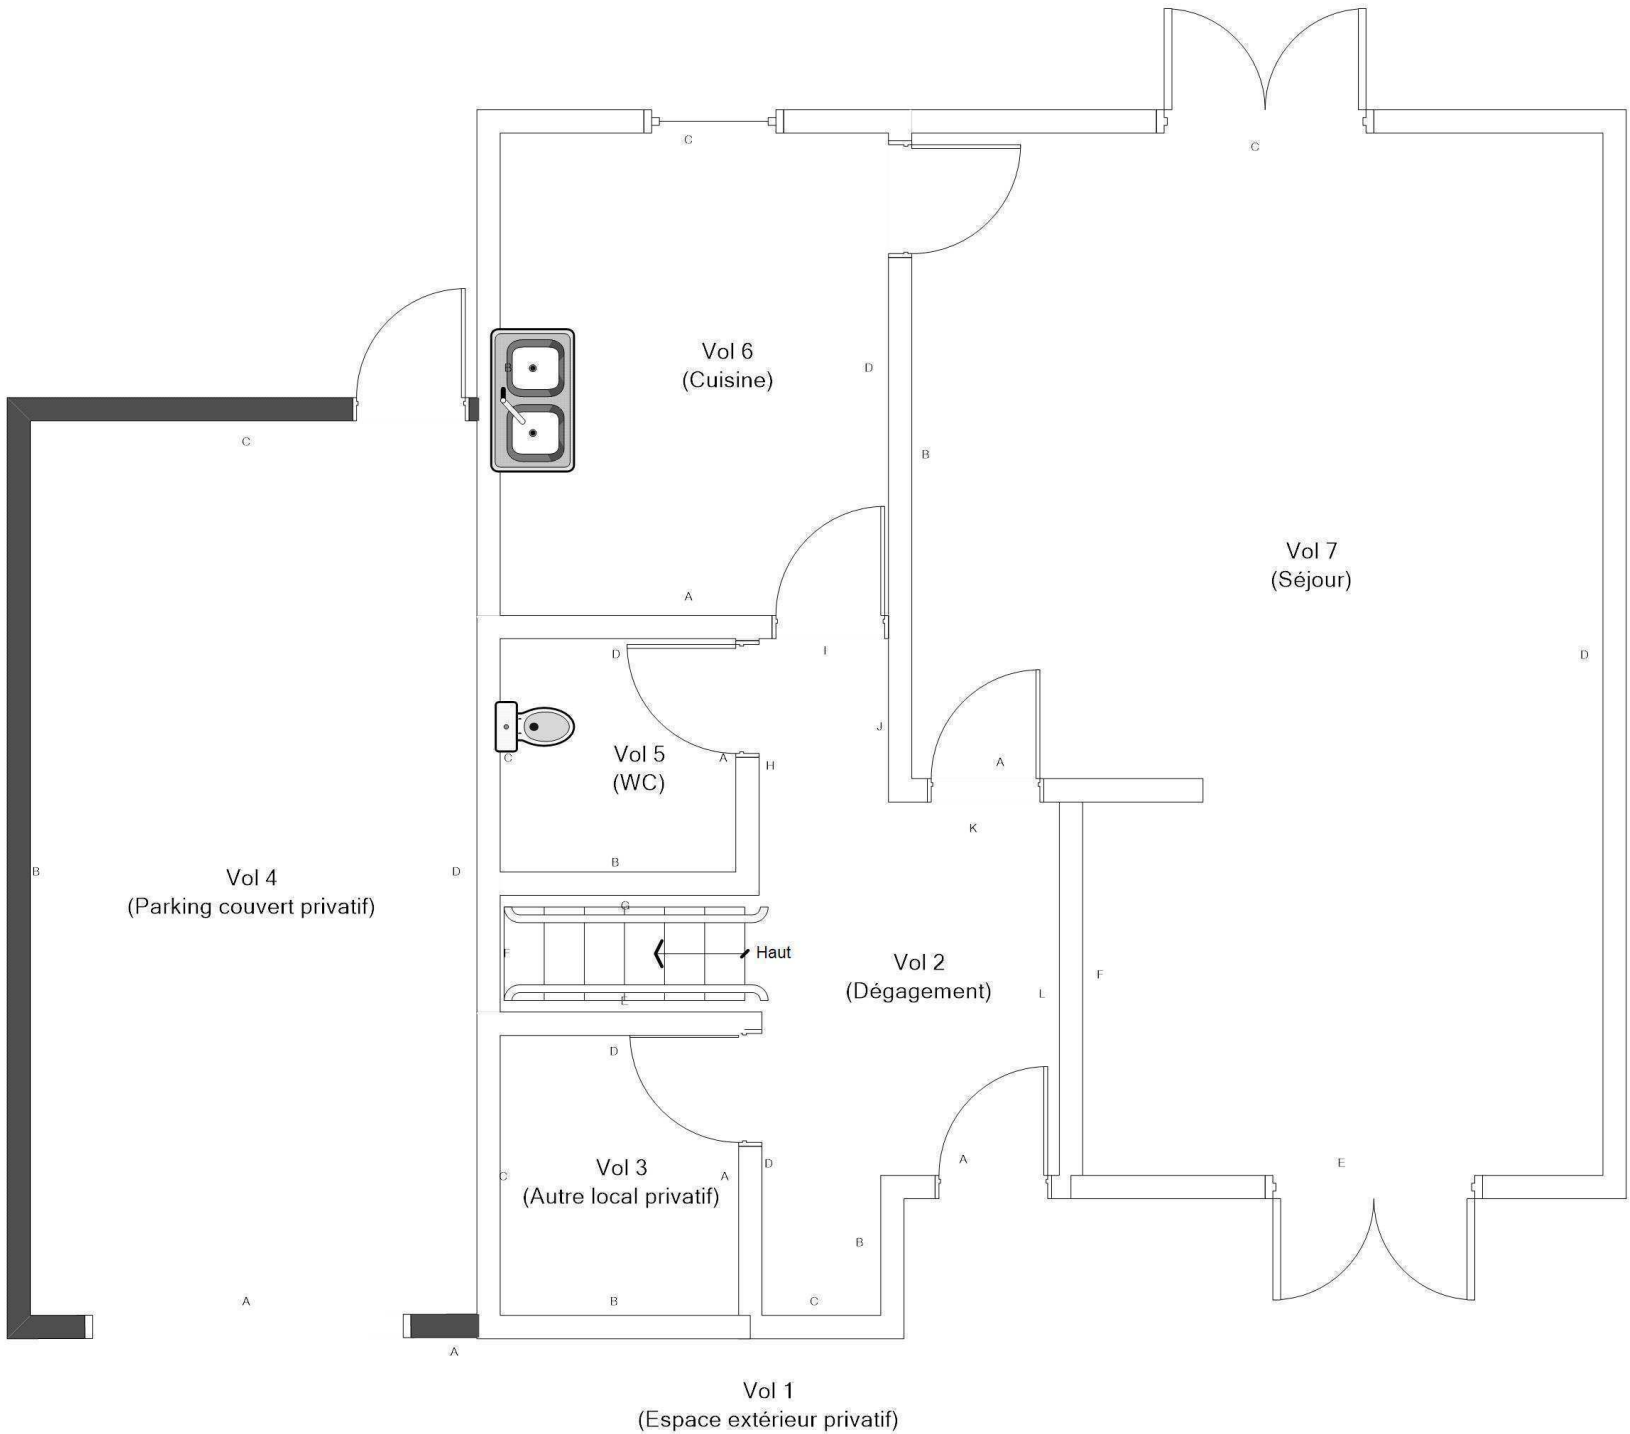 C
C
Vol 6
(Cuisine)
B
D
C
B
Vol 7
(Séjour)
A
D
I
D
J
Vol 5
(WC)
C
A
H
A
K
B
B
D
Vol 4
(Parking couvert privatif)
G
F
Haut
E
Vol 2
(Dégagement)
L
F
D
Vol 3
(Autre local privatif)
C
A
D
A
E
B
B
C
A
A
Vol 1
(Espace extérieur privatif)